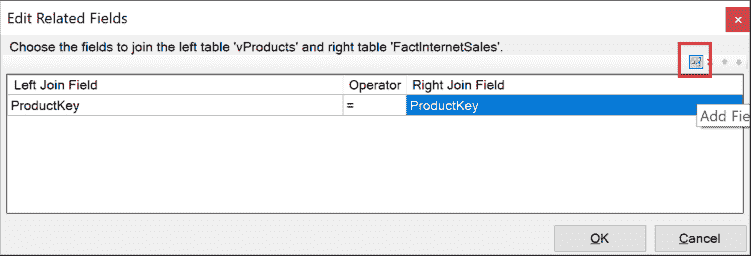 Edit Related Fields
Choose the fields to join the left table 'vProducts' and right table 'FactInternetSales'.
Left Join Field Operator Right Join Field
ProductKey = ProductKey
Add Fie
OK Cancel